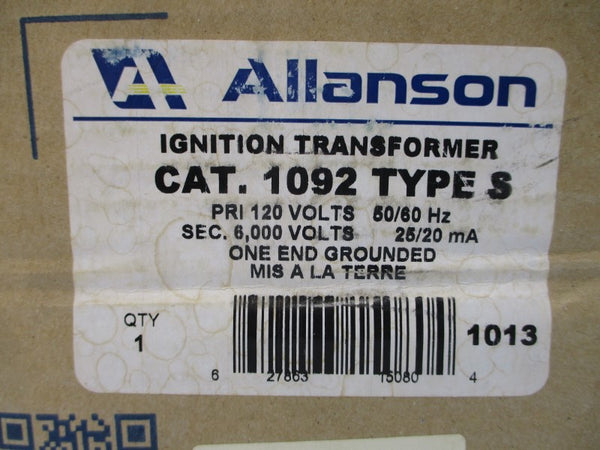 Allanson
IGNITION TRANSFORMER
CAT. 1092 TYPE S
PRI 120 VOLTS 50/60 Hz
SEC. 6,000 VOLTS 25/20 mA
ONE END GROUNDED
MIS A LA TERRE
QTY
1
1013
6 27863 15080 4